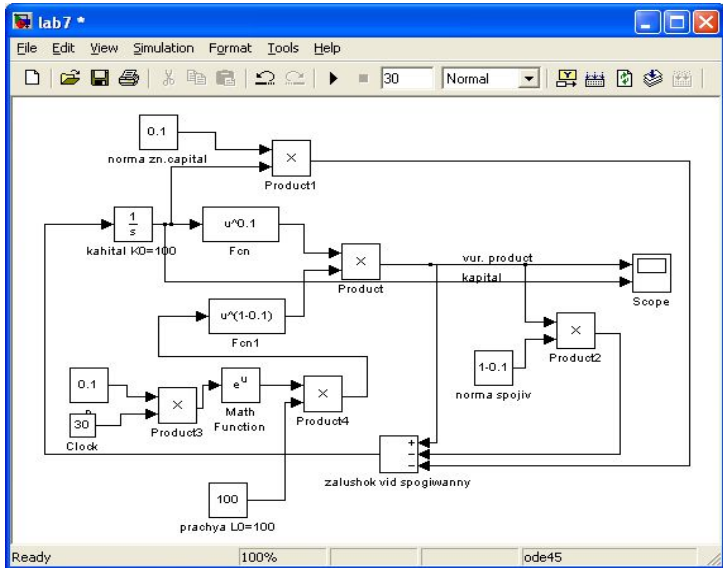 lab7 *
File Edit View Simulation Format Tools Help
30 Normal
0.1
norma zn.capital
×
Product1
1
s
kahital K0=100
u^0.1
Fcn
×
Product
vur. product
kapital
Scope
u^(1-0.1)
Fcn1
×
Product2
1-0.1
norma spojiv
0.1
n
30
Clock
×
Product3
e^u
Math
Function
×
Product4
+
−
−
zalushok vid spogiwanny
100
prachya L0=100
Ready 100% ode45